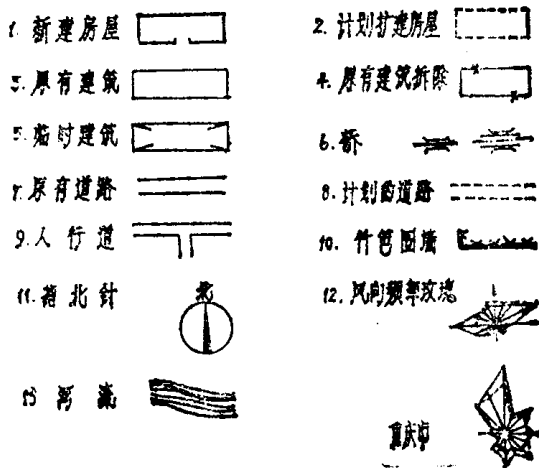 1. 新建房屋
2. 计划扩建房屋
3. 原有建筑
4. 原有建筑拆除
5. 临时建筑
6. 桥
7. 原有道路
8. 计划的道路
9. 人行道
10. 竹笆围墙
11. 指北针
北
12. 风向频率玫瑰
13 河流
重庆市